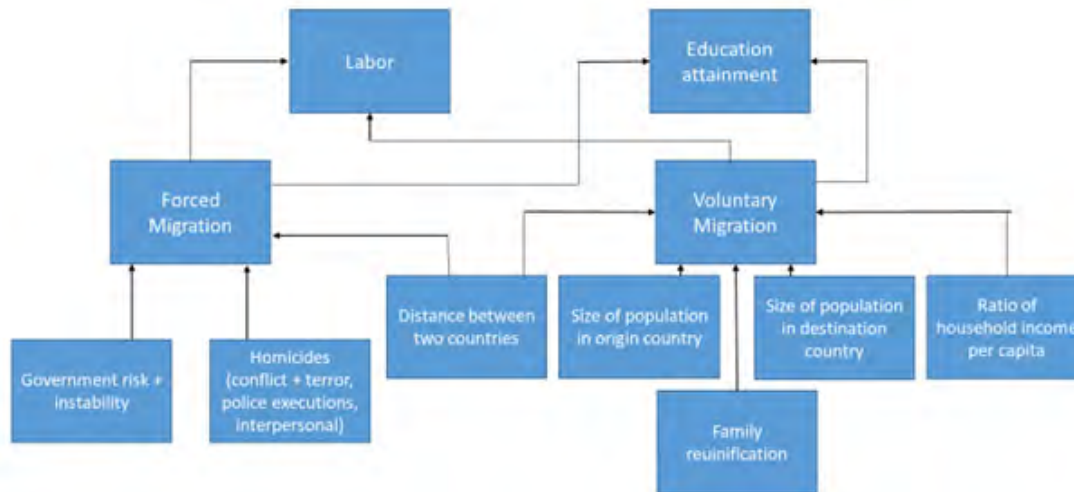 Labor
Education
attainment
Forced
Migration
Voluntary
Migration
Distance between
two countries
Size of population
in origin country
Size of population
in destination
country
Ratio of
household income
per capita
Government risk +
instability
Homicides
(conflict + terror,
police executions,
interpersonal)
Family
reuinification